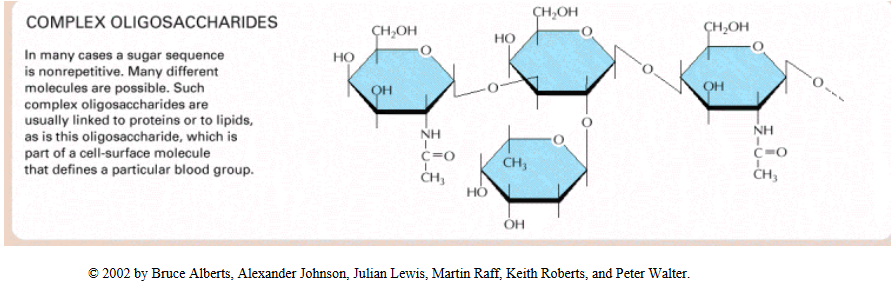 COMPLEX OLIGOSACCHARIDES
In many cases a sugar sequence
is nonrepetitive. Many different
molecules are possible. Such
complex oligosaccharides are
usually linked to proteins or to lipids,
as is this oligosaccharide, which is
part of a cell-surface molecule
that defines a particular blood group.
CH₂OH
HO
O
OH
NH
C=O
CH₃
O
CH₂OH
HO
O
O
O
CH₃
O
HO
OH
CH₂OH
O
OH
O
NH
C=O
CH₃
© 2002 by Bruce Alberts, Alexander Johnson, Julian Lewis, Martin Raff, Keith Roberts, and Peter Walter.